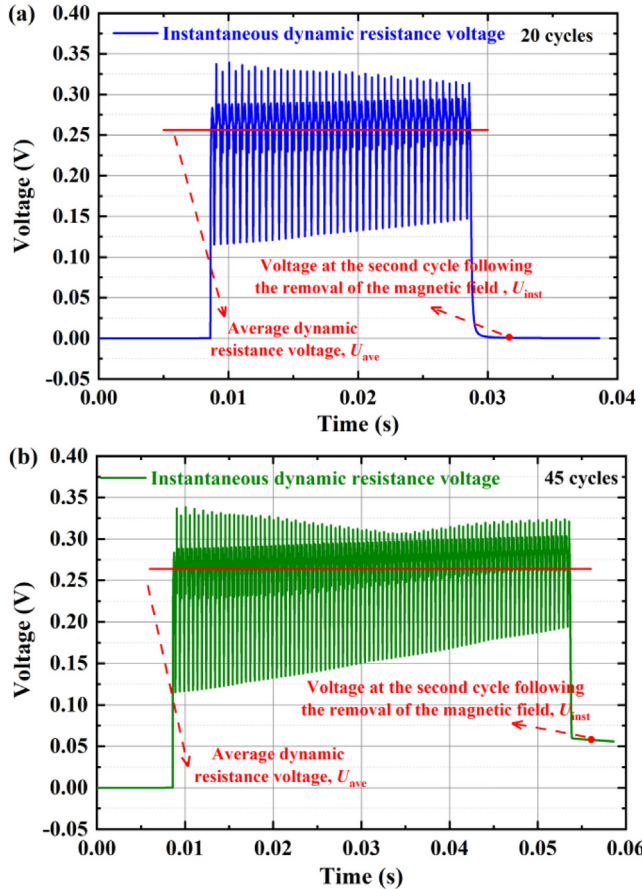 (a)
0.40
Instantaneous dynamic resistance voltage 20 cycles
0.35
0.30
0.25
0.20
0.15
0.10
0.05
0.00
-0.05
Voltage (V)
Voltage at the second cycle following
the removal of the magnetic field , Uinst
Average dynamic
resistance voltage, Uave
0.00 0.01 0.02 0.03 0.04
Time (s)
(b)
0.40
Instantaneous dynamic resistance voltage 45 cycles
0.35
0.30
0.25
0.20
0.15
0.10
0.05
0.00
-0.05
Voltage (V)
Voltage at the second cycle following
the removal of the magnetic field, Uinst
Average dynamic
resistance voltage, Uave
0.00 0.01 0.02 0.03 0.04 0.05 0.06
Time (s)